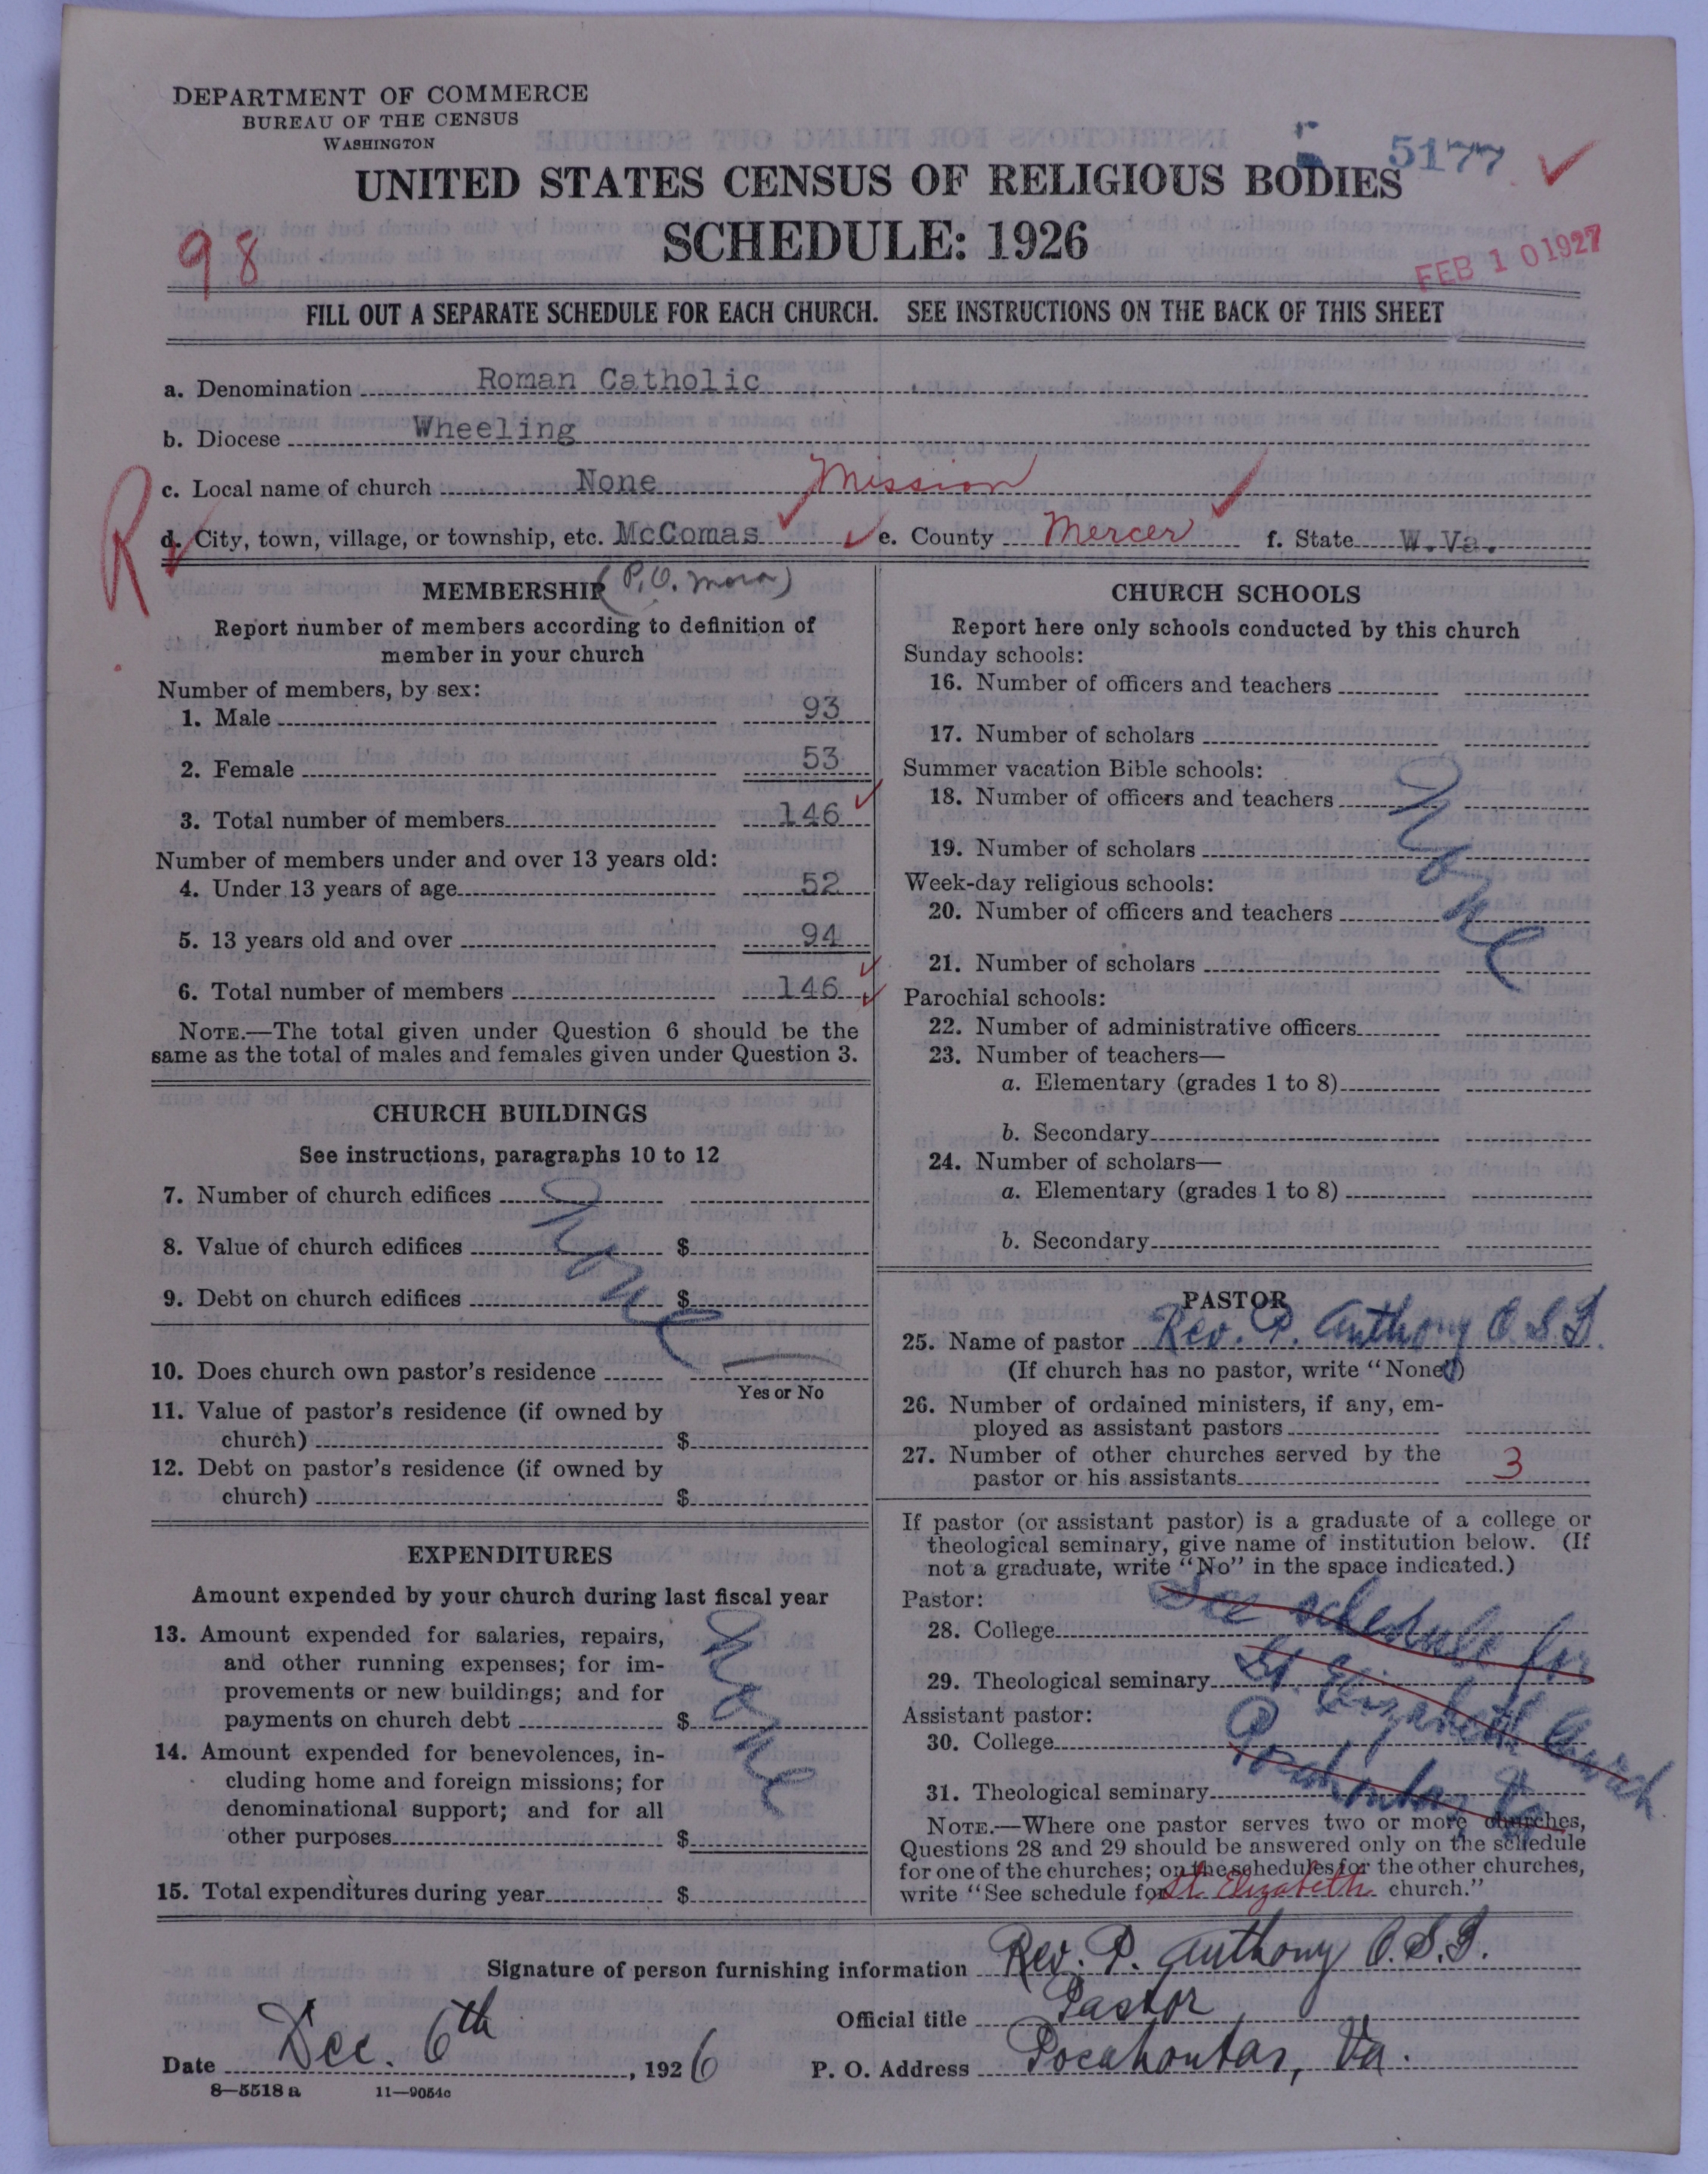 DEPARTMENT OF COMMERCE
BUREAU OF THE CENSUS
WASHINGTON
5177
UNITED STATES CENSUS OF RELIGIOUS BODIES
SCHEDULE: 1926
98
FEB 10 1927
FILL OUT A SEPARATE SCHEDULE FOR EACH CHURCH. SEE INSTRUCTIONS ON THE BACK OF THIS SHEET
a. Denomination Roman Catholic
b. Diocese Wheeling
c. Local name of church None Mission
R
d. City, town, village, or township, etc. McComas e. County Mercer f. State W.Va.
MEMBERSHIP (P.O. Mora)
Report number of members according to definition of
member in your church
Number of members, by sex:
1. Male 93
2. Female 53
3. Total number of members 146
Number of members under and over 13 years old:
4. Under 13 years of age 52
5. 13 years old and over 94
6. Total number of members 146
NOTE.—The total given under Question 6 should be the
same as the total of males and females given under Question 3.
CHURCH BUILDINGS
See instructions, paragraphs 10 to 12
7. Number of church edifices
8. Value of church edifices $
9. Debt on church edifices $
None
10. Does church own pastor's residence
Yes or No
11. Value of pastor's residence (if owned by
church) $
12. Debt on pastor's residence (if owned by
church) $
EXPENDITURES
Amount expended by your church during last fiscal year
13. Amount expended for salaries, repairs,
and other running expenses; for im-
provements or new buildings; and for
payments on church debt $
None
14. Amount expended for benevolences, in-
cluding home and foreign missions; for
denominational support; and for all
other purposes $
15. Total expenditures during year $
CHURCH SCHOOLS
Report here only schools conducted by this church
Sunday schools:
16. Number of officers and teachers
17. Number of scholars
Summer vacation Bible schools:
18. Number of officers and teachers
19. Number of scholars
None
Week-day religious schools:
20. Number of officers and teachers
21. Number of scholars
Parochial schools:
22. Number of administrative officers
23. Number of teachers—
a. Elementary (grades 1 to 8)
b. Secondary
24. Number of scholars—
a. Elementary (grades 1 to 8)
b. Secondary
PASTOR
25. Name of pastor Rev. P. Anthony O.S.B.
(If church has no pastor, write "None")
26. Number of ordained ministers, if any, em-
ployed as assistant pastors
27. Number of other churches served by the
pastor or his assistants 3
If pastor (or assistant pastor) is a graduate of a college or
theological seminary, give name of institution below. (If
not a graduate, write "No" in the space indicated.)
Pastor: See schedule for
28. College
29. Theological seminary St. Elizabeth Church
Assistant pastor:
30. College Pocahontas Va
31. Theological seminary
NOTE.—Where one pastor serves two or more churches,
Questions 28 and 29 should be answered only on the schedule
for one of the churches; on the schedules for the other churches,
write "See schedule for St. Elizabeth church."
Signature of person furnishing information Rev. P. Anthony O.S.B.
Official title Pastor
Date Dec. 6th, 1926 P. O. Address Pocahontas, Va.
8—5518 a 11—9054c